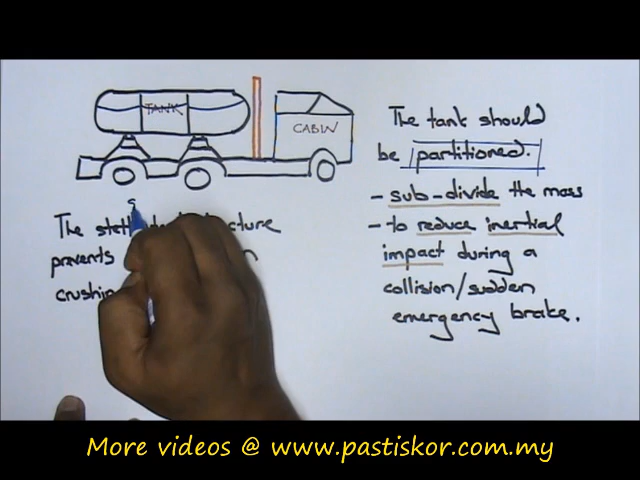 TANK
CABIN
The tank should
be partitioned.
- sub-divide the mass
- to reduce inertial
impact during a
collision/sudden
emergency brake.
The
prevents
More videos @ www.pastiskor.com.my